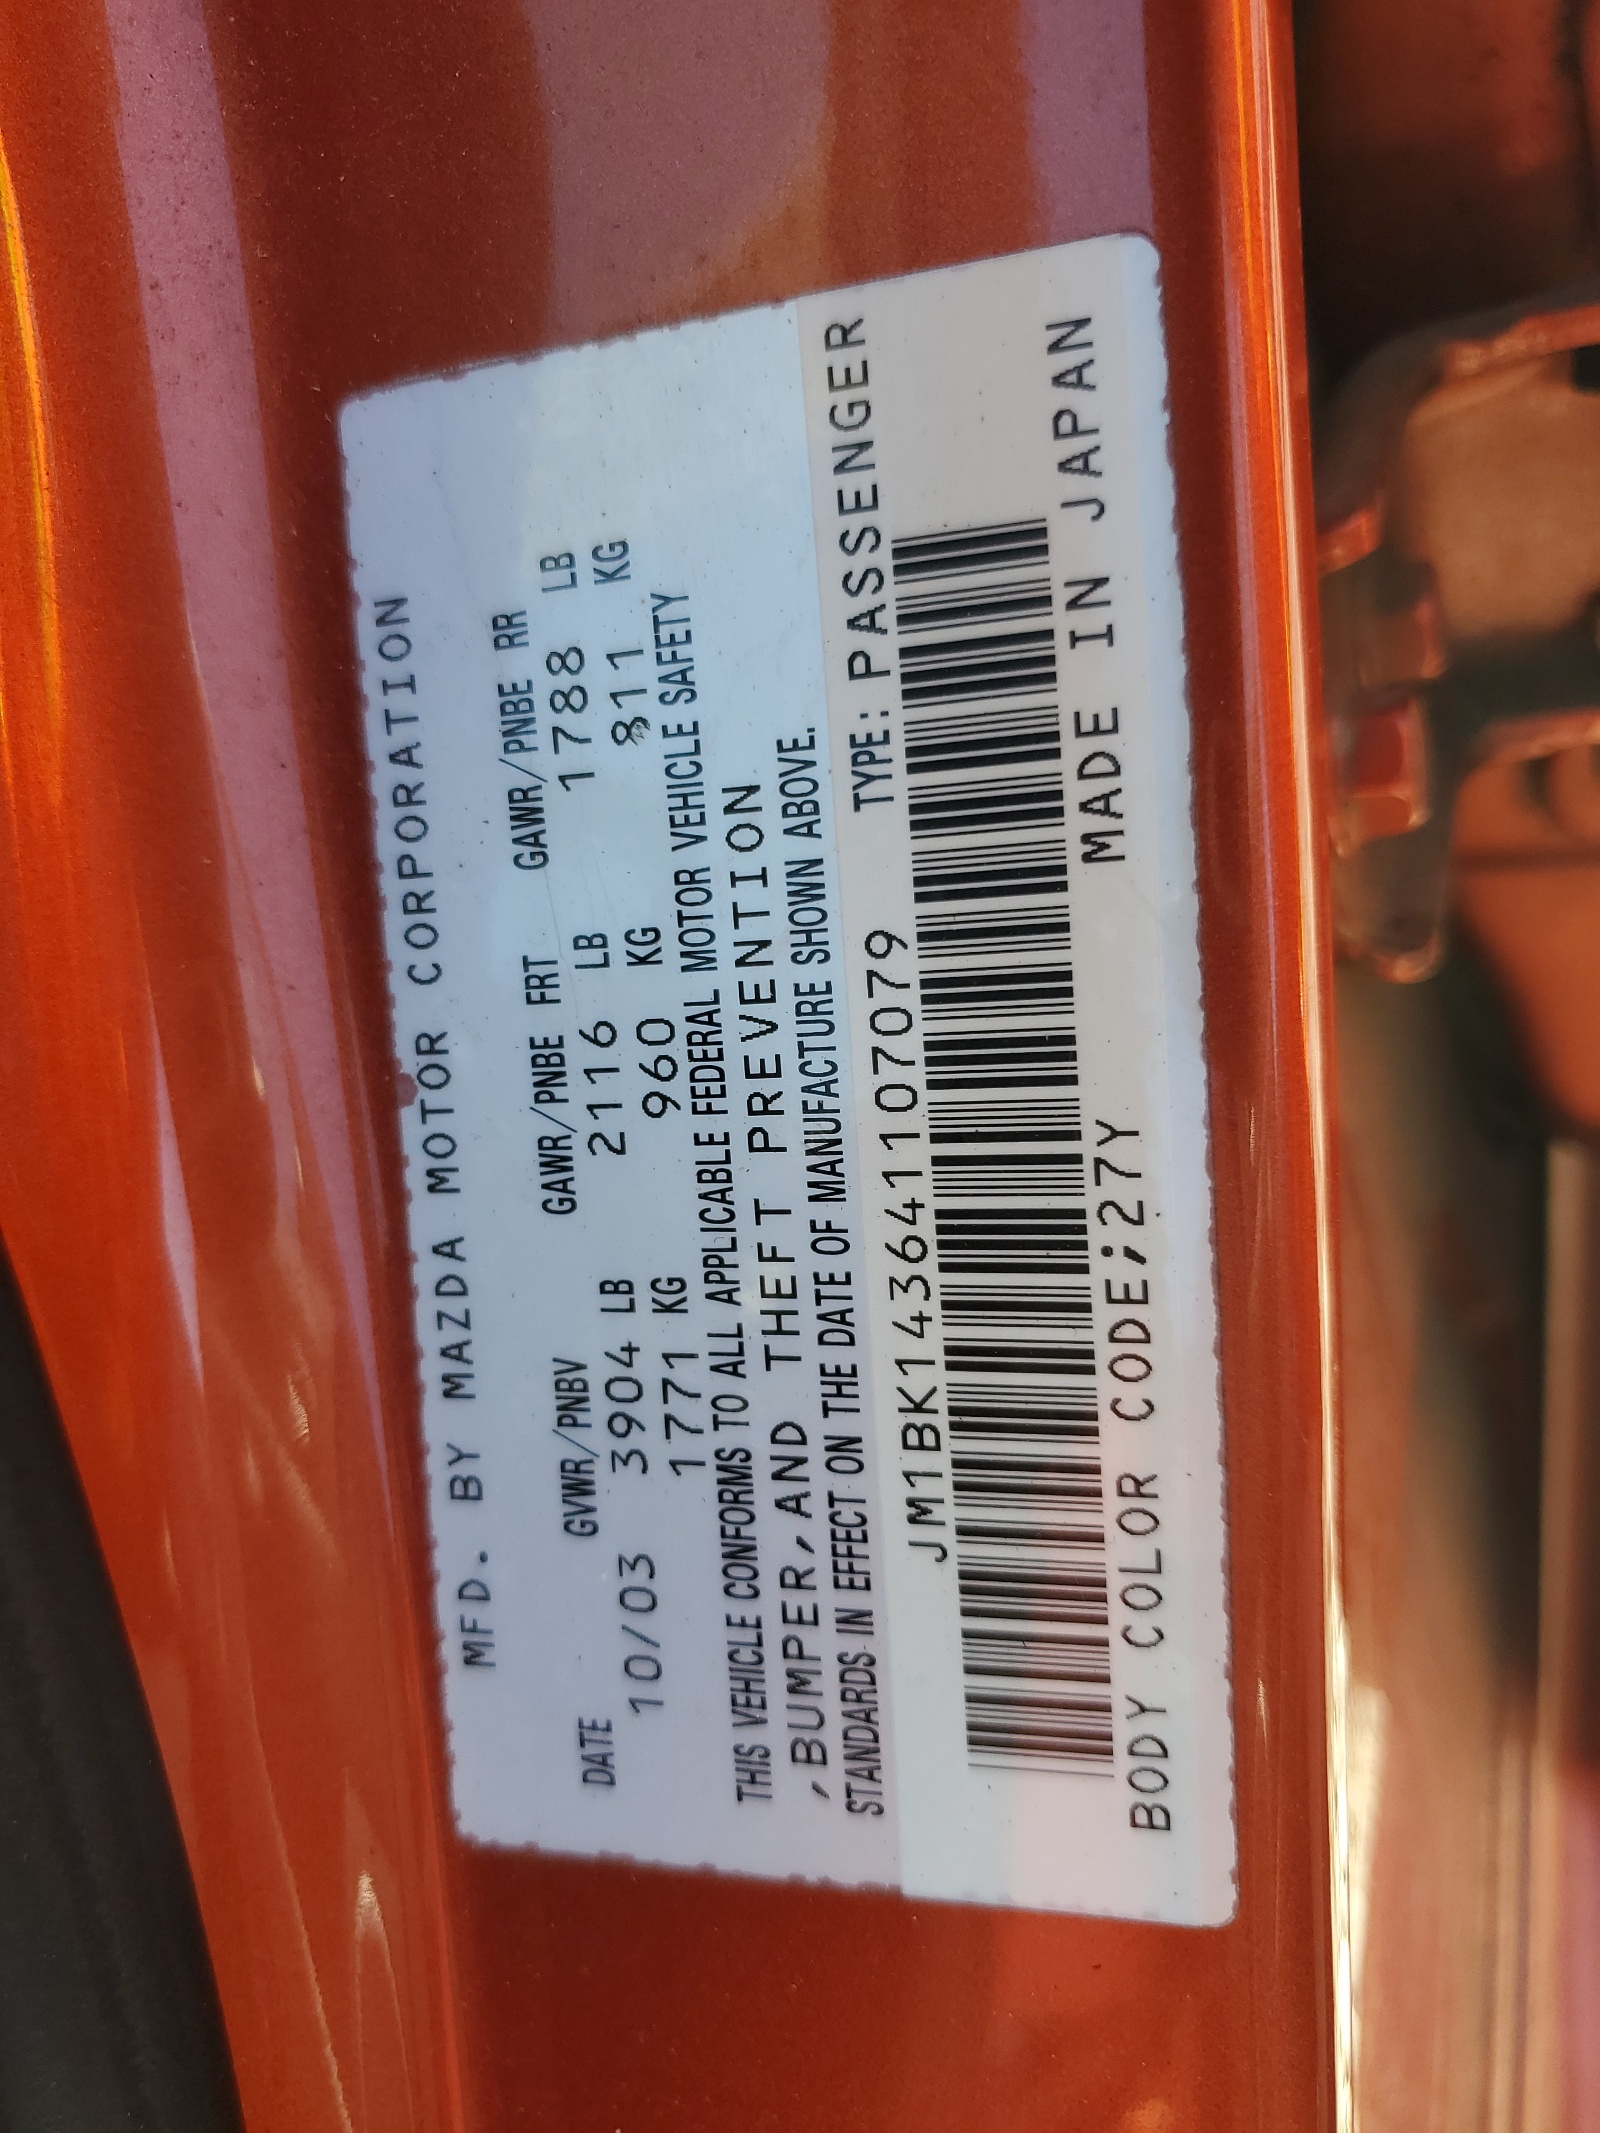 MFD. BY MAZDA MOTOR CORPORATION
DATE GVWR/PNBV GAWR/PNBE FRT GAWR/PNBE RR
10/03 3904 LB 2116 LB 1788 LB
1771 KG 960 KG 811 KG
THIS VEHICLE CONFORMS TO ALL APPLICABLE FEDERAL MOTOR VEHICLE SAFETY
,BUMPER,AND THEFT PREVENTION
STANDARDS IN EFFECT ON THE DATE OF MANUFACTURE SHOWN ABOVE.
JM1BK143641107079 TYPE: PASSENGER
BODY COLOR CODE;27Y MADE IN JAPAN